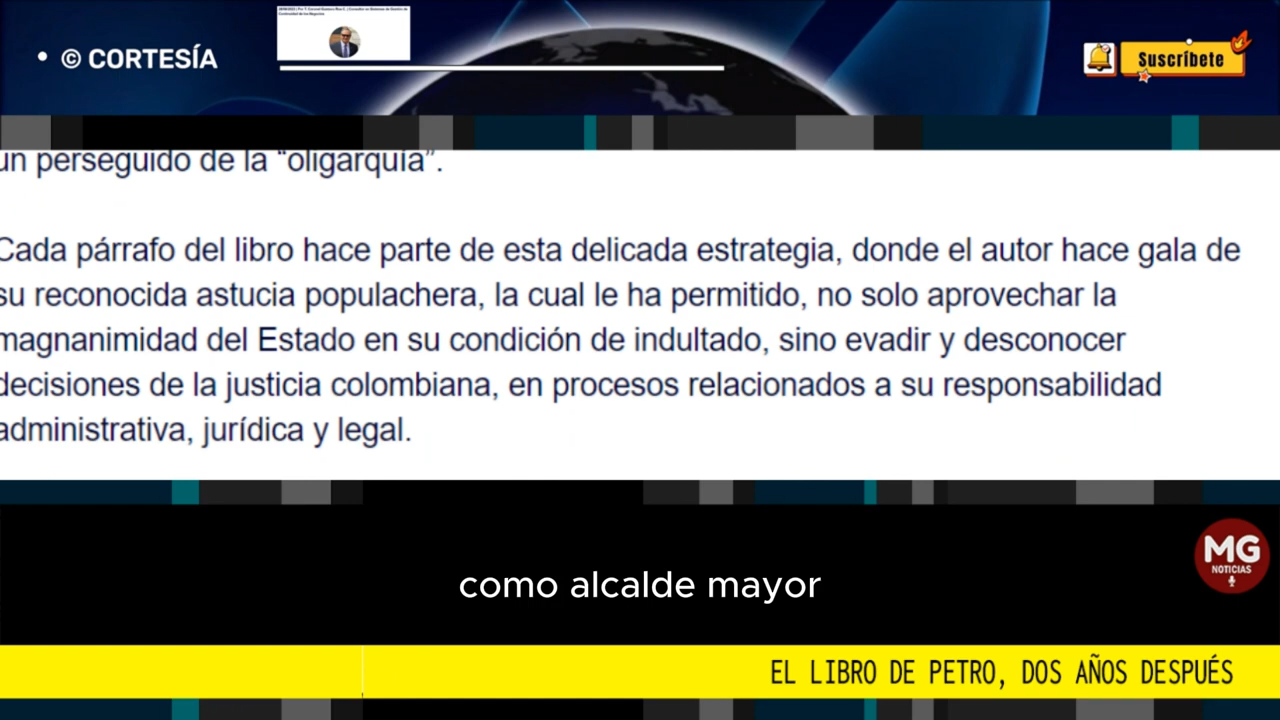 • © CORTESÍA
Suscríbete
un perseguido de la “oligarquía”.
Cada párrafo del libro hace parte de esta delicada estrategia, donde el autor hace gala de
su reconocida astucia populachera, la cual le ha permitido, no solo aprovechar la
magnanimidad del Estado en su condición de indultado, sino evadir y desconocer
decisiones de la justicia colombiana, en procesos relacionados a su responsabilidad
administrativa, jurídica y legal.
como alcalde mayor
MG
NOTICIAS
EL LIBRO DE PETRO, DOS AÑOS DESPUÉS